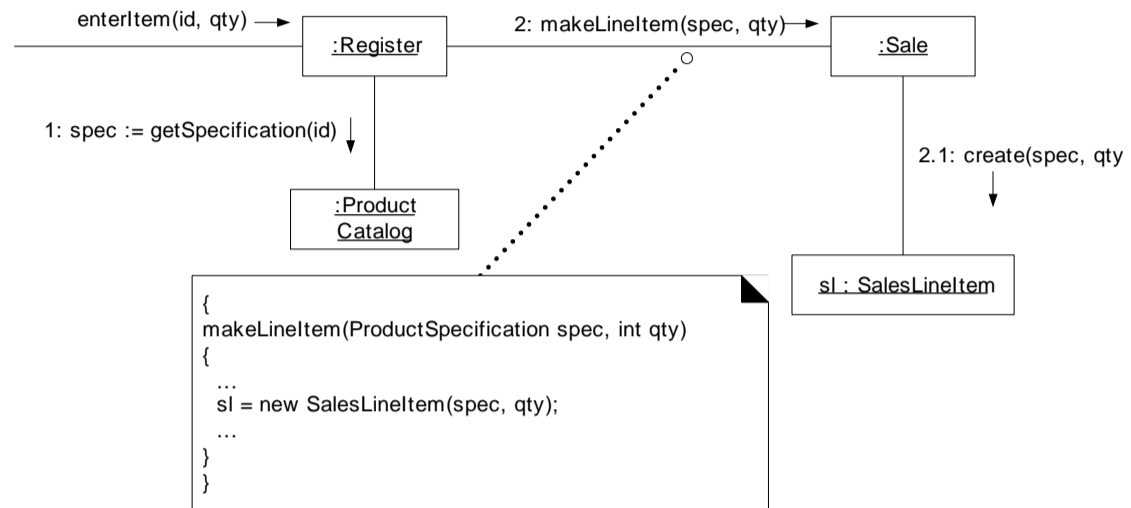 enterItem(id, qty)
2: makeLineItem(spec, qty)
:Register
:Sale
1: spec := getSpecification(id)
2.1: create(spec, qty
:Product
Catalog
sl : SalesLineItem
{
makeLineItem(ProductSpecification spec, int qty)
{
...
sl = new SalesLineItem(spec, qty);
...
}
}